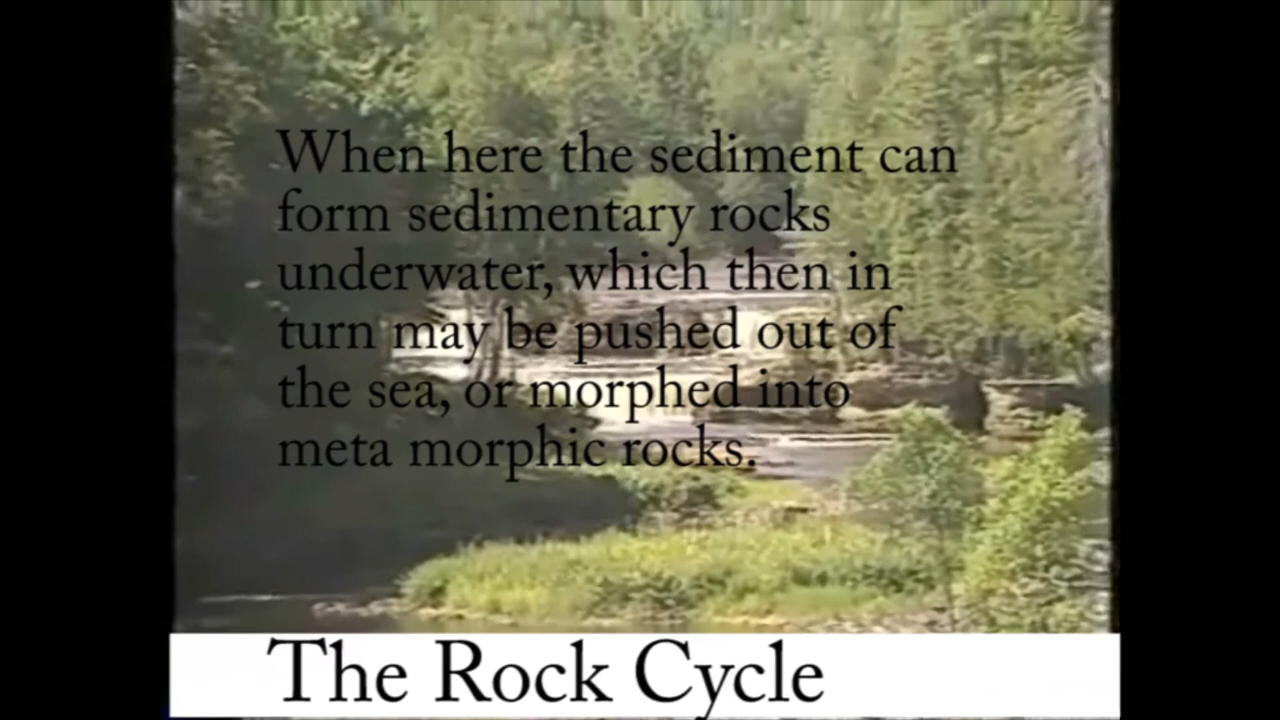 When here the sediment can
form sedimentary rocks
underwater, which then in
turn may be pushed out of
the sea, or morphed into
meta morphic rocks.
The Rock Cycle